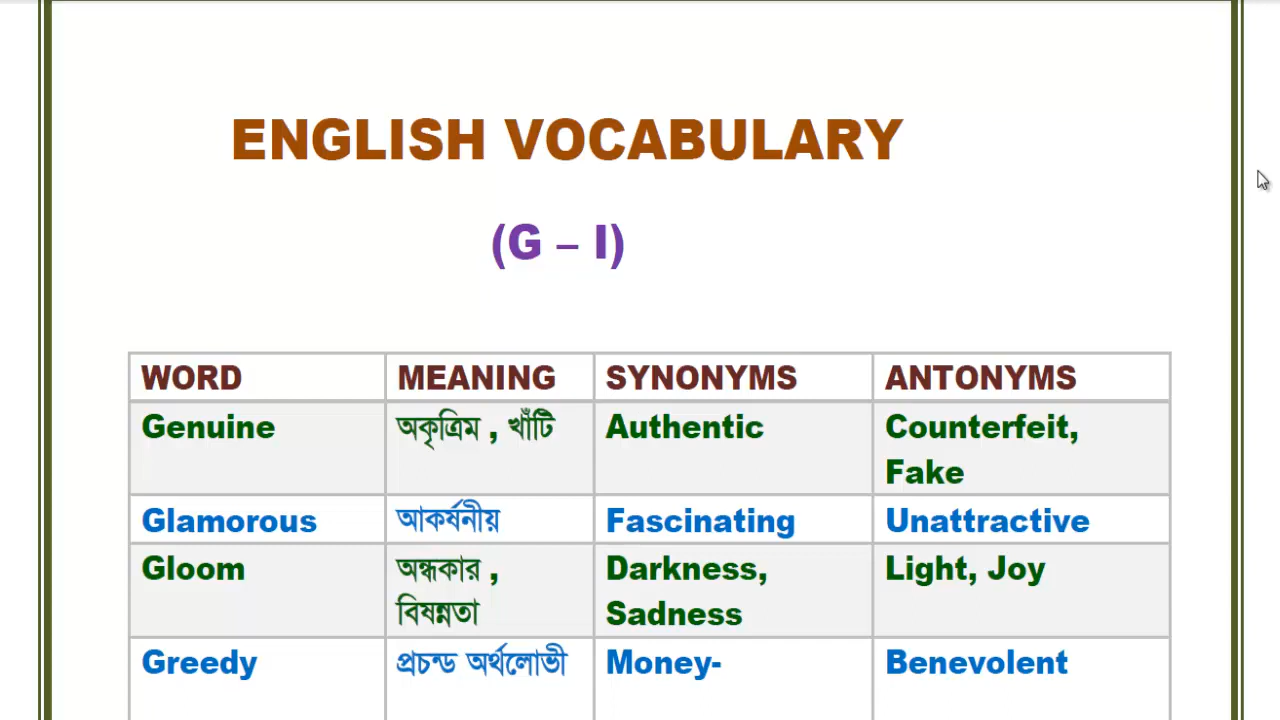 ENGLISH VOCABULARY
(G – I)
WORD MEANING SYNONYMS ANTONYMS
Genuine অকৃত্রিম , খাঁটি Authentic Counterfeit,
Fake
Glamorous আকর্ষনীয় Fascinating Unattractive
Gloom অন্ধকার , Darkness, Light, Joy
বিষন্নতা Sadness
Greedy প্রচন্ড অর্থলোভী Money- Benevolent